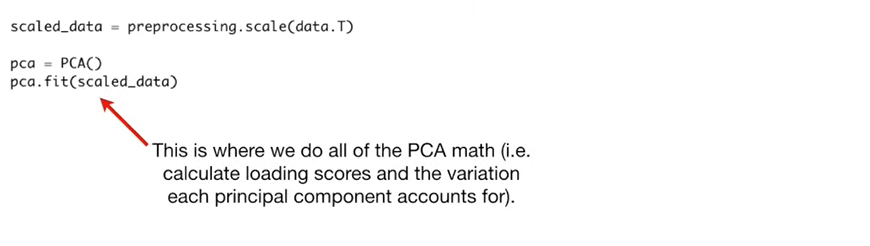 scaled_data = preprocessing.scale(data.T)
pca = PCA()
pca.fit(scaled_data)
This is where we do all of the PCA math (i.e.
calculate loading scores and the variation
each principal component accounts for).